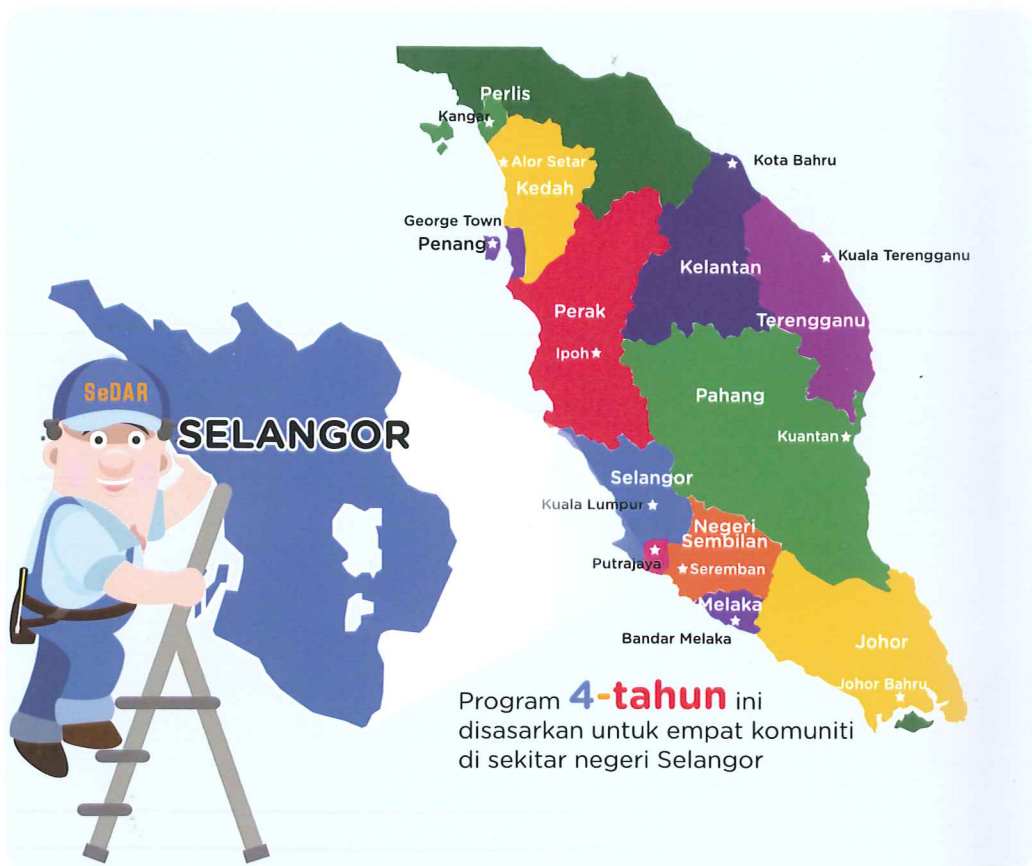 Perlis
Kangar
Alor Setar
Kedah
Kota Bahru
George Town
Penang
Kelantan
Kuala Terengganu
Perak
Terengganu
Ipoh
Pahang
SeDAR
SELANGOR
Kuantan
Selangor
Kuala Lumpur
Negeri
Sembilan
Putrajaya
Seremban
Melaka
Bandar Melaka
Johor
Johor Bahru
Program 4-tahun ini
disasarkan untuk empat komuniti
di sekitar negeri Selangor